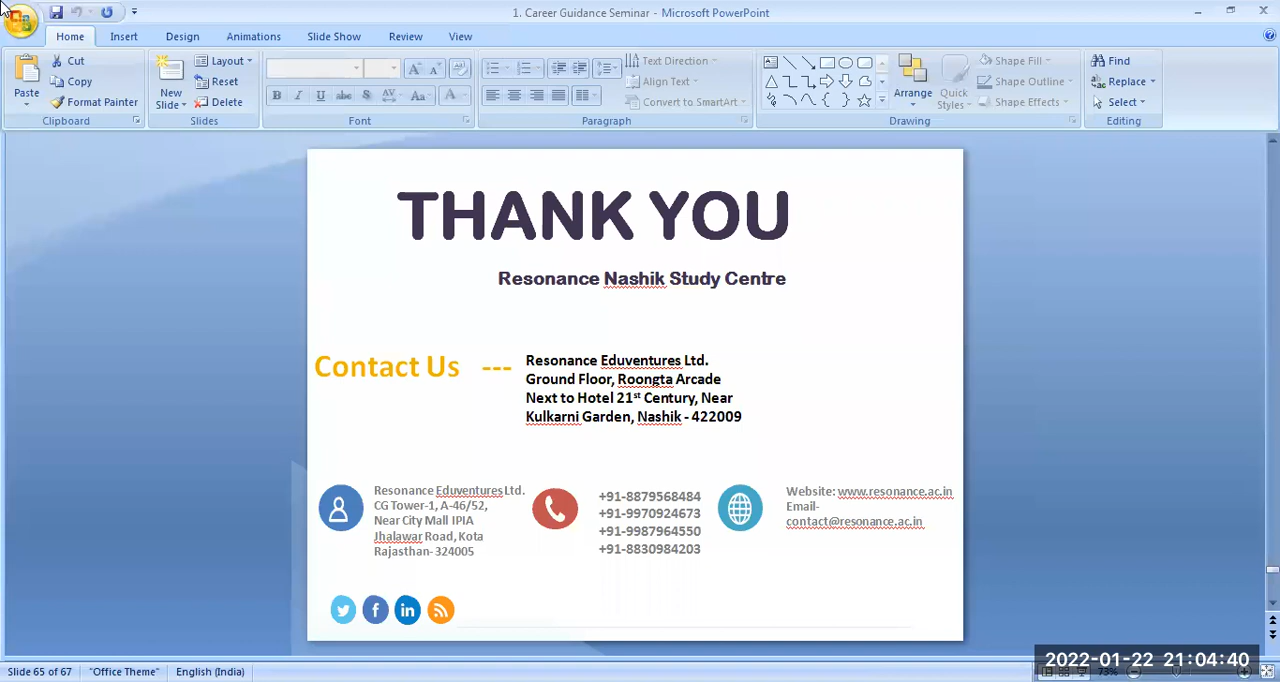 1. Career Guidance Seminar - Microsoft PowerPoint
Home Insert Design Animations Slide Show Review View
Paste
Cut
Copy
Format Painter
Clipboard
New Slide
Layout
Reset
Delete
Slides
B I U abc S AV Aa A
Font
Text Direction
Align Text
Convert to SmartArt
Paragraph
Arrange
Quick Styles
Shape Fill
Shape Outline
Shape Effects
Drawing
Find
Replace
Select
Editing
THANK YOU
Resonance Nashik Study Centre
Contact Us ---
Resonance Eduventures Ltd.
Ground Floor, Roongta Arcade
Next to Hotel 21st Century, Near
Kulkarni Garden, Nashik - 422009
Resonance Eduventures Ltd.
CG Tower-1, A-46/52,
Near City Mall IPIA
Jhalawar Road, Kota
Rajasthan- 324005
+91-8879568484
+91-9970924673
+91-9987964550
+91-8830984203
Website: www.resonance.ac.in
Email-
contact@resonance.ac.in
Slide 65 of 67 "Office Theme" English (India)
73%
2022-01-22 21:04:40